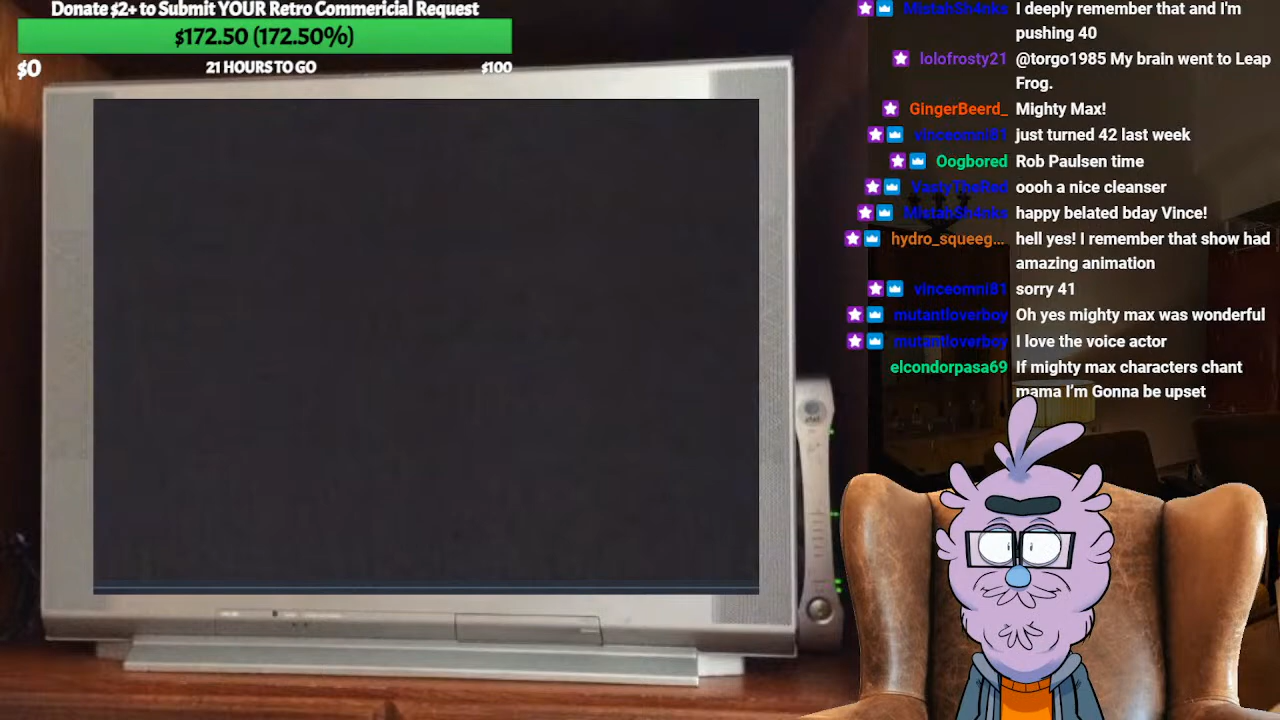 Donate $2+ to Submit YOUR Retro Commericial Request
$172.50 (172.50%)
$0
21 HOURS TO GO
$100
MistahSh4nks I deeply remember that and I'm
pushing 40
lolofrosty21 @torgo1985 My brain went to Leap
Frog.
GingerBeerd_ Mighty Max!
vinceomni81 just turned 42 last week
Oogbored Rob Paulsen time
VastyTheRed oooh a nice cleanser
MistahSh4nks happy belated bday Vince!
hydro_squeeg... hell yes! I remember that show had
amazing animation
vinceomni81 sorry 41
mutantloverboy Oh yes mighty max was wonderful
mutantloverboy I love the voice actor
elcondorpasa69 If mighty max characters chant
mama I'm Gonna be upset